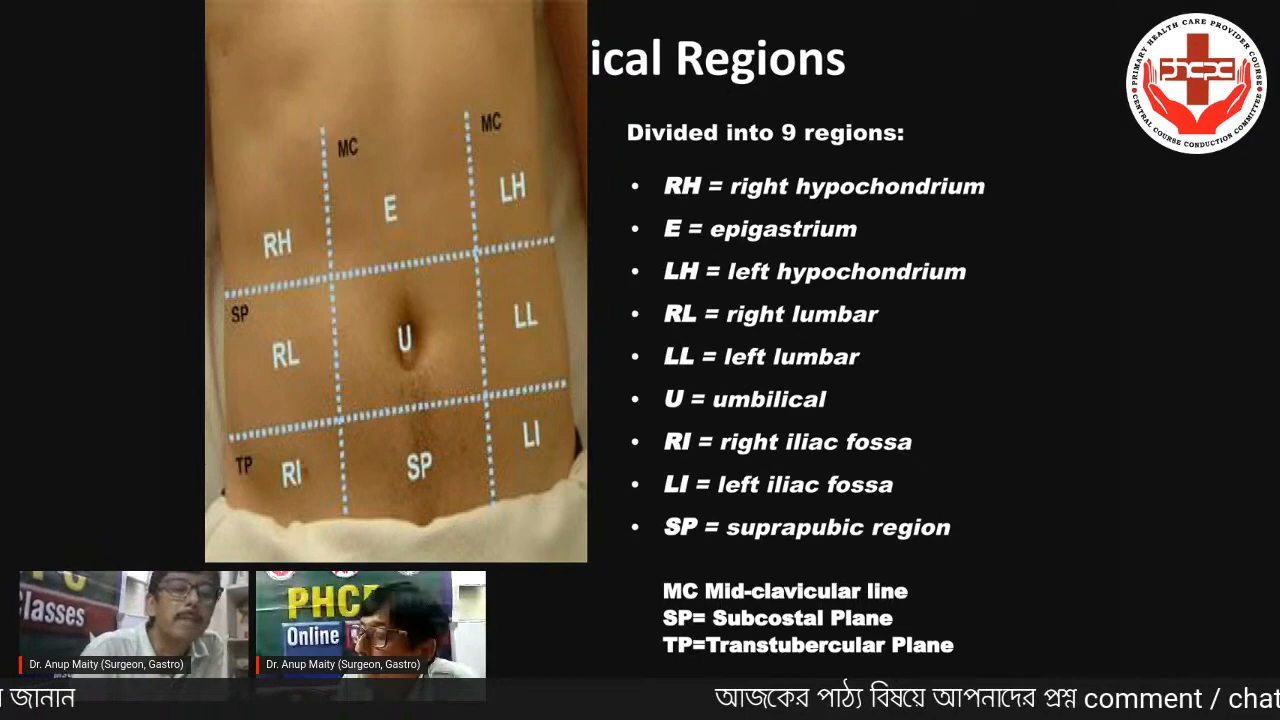 ical Regions
PRIMARY HEALTH CARE PROVIDER COURSE
PHCPC
CENTRAL COURSE CONDUCTION COMMITTEE
Divided into 9 regions:
• RH = right hypochondrium
• E = epigastrium
• LH = left hypochondrium
• RL = right lumbar
• LL = left lumbar
• U = umbilical
• RI = right iliac fossa
• LI = left iliac fossa
• SP = suprapubic region
MC Mid-clavicular line
SP= Subcostal Plane
TP=Transtubercular Plane
MC
MC
RH
E
LH
SP
RL
U
LL
TP
RI
SP
LI
lasses
PHCP
Online
Dr. Anup Maity (Surgeon, Gastro)
Dr. Anup Maity (Surgeon, Gastro)
জানান
আজকের পাঠ্য বিষয়ে আপনাদের প্রশ্ন comment / chat